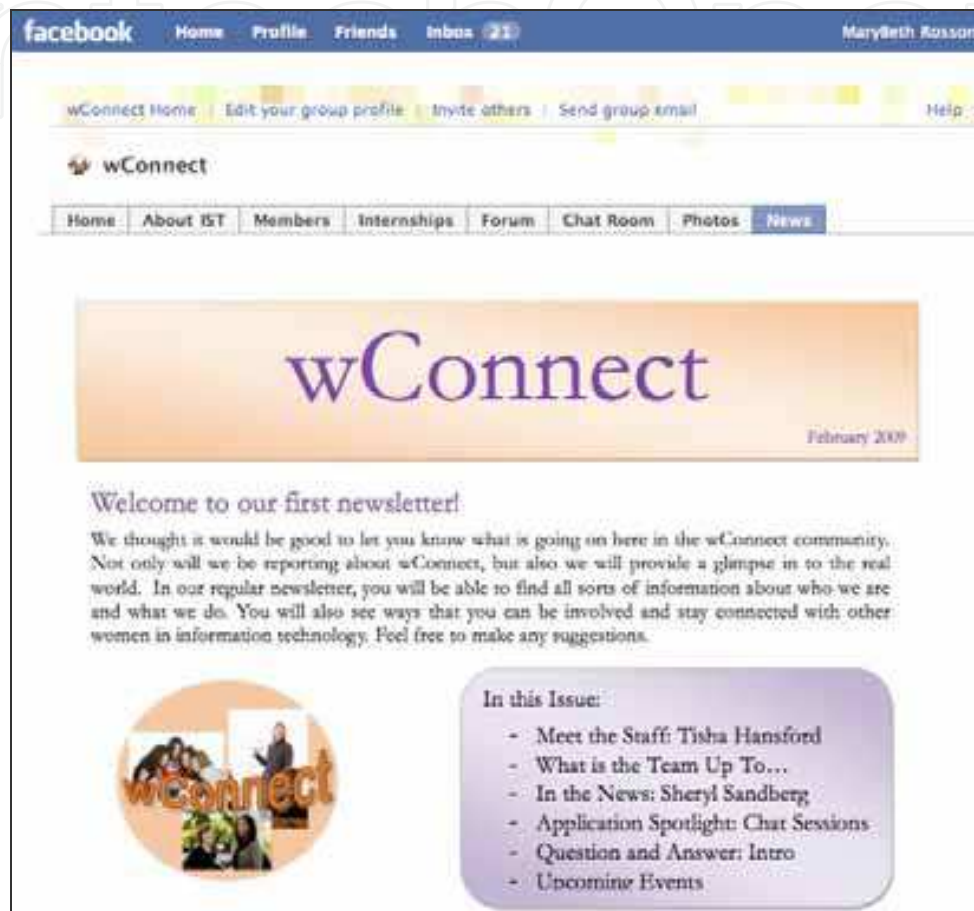 facebook Home Profile Friends Inbox 21 MaryBeth Rosson
wConnect Home | Edit your group profile | Invite others | Send group email Help
wConnect
Home About IST Members Internships Forum Chat Room Photos News
wConnect
February 2009
Welcome to our first newsletter!
We thought it would be good to let you know what is going on here in the wConnect community.
Not only will we be reporting about wConnect, but also we will provide a glimpse in to the real
world. In our regular newsletter, you will be able to find all sorts of information about who we are
and what we do. You will also see ways that you can be involved and stay connected with other
women in information technology. Feel free to make any suggestions.
wConnect
In this Issue:
- Meet the Staff: Tisha Hansford
- What is the Team Up To…
- In the News: Sheryl Sandberg
- Application Spotlight: Chat Sessions
- Question and Answer: Intro
- Upcoming Events